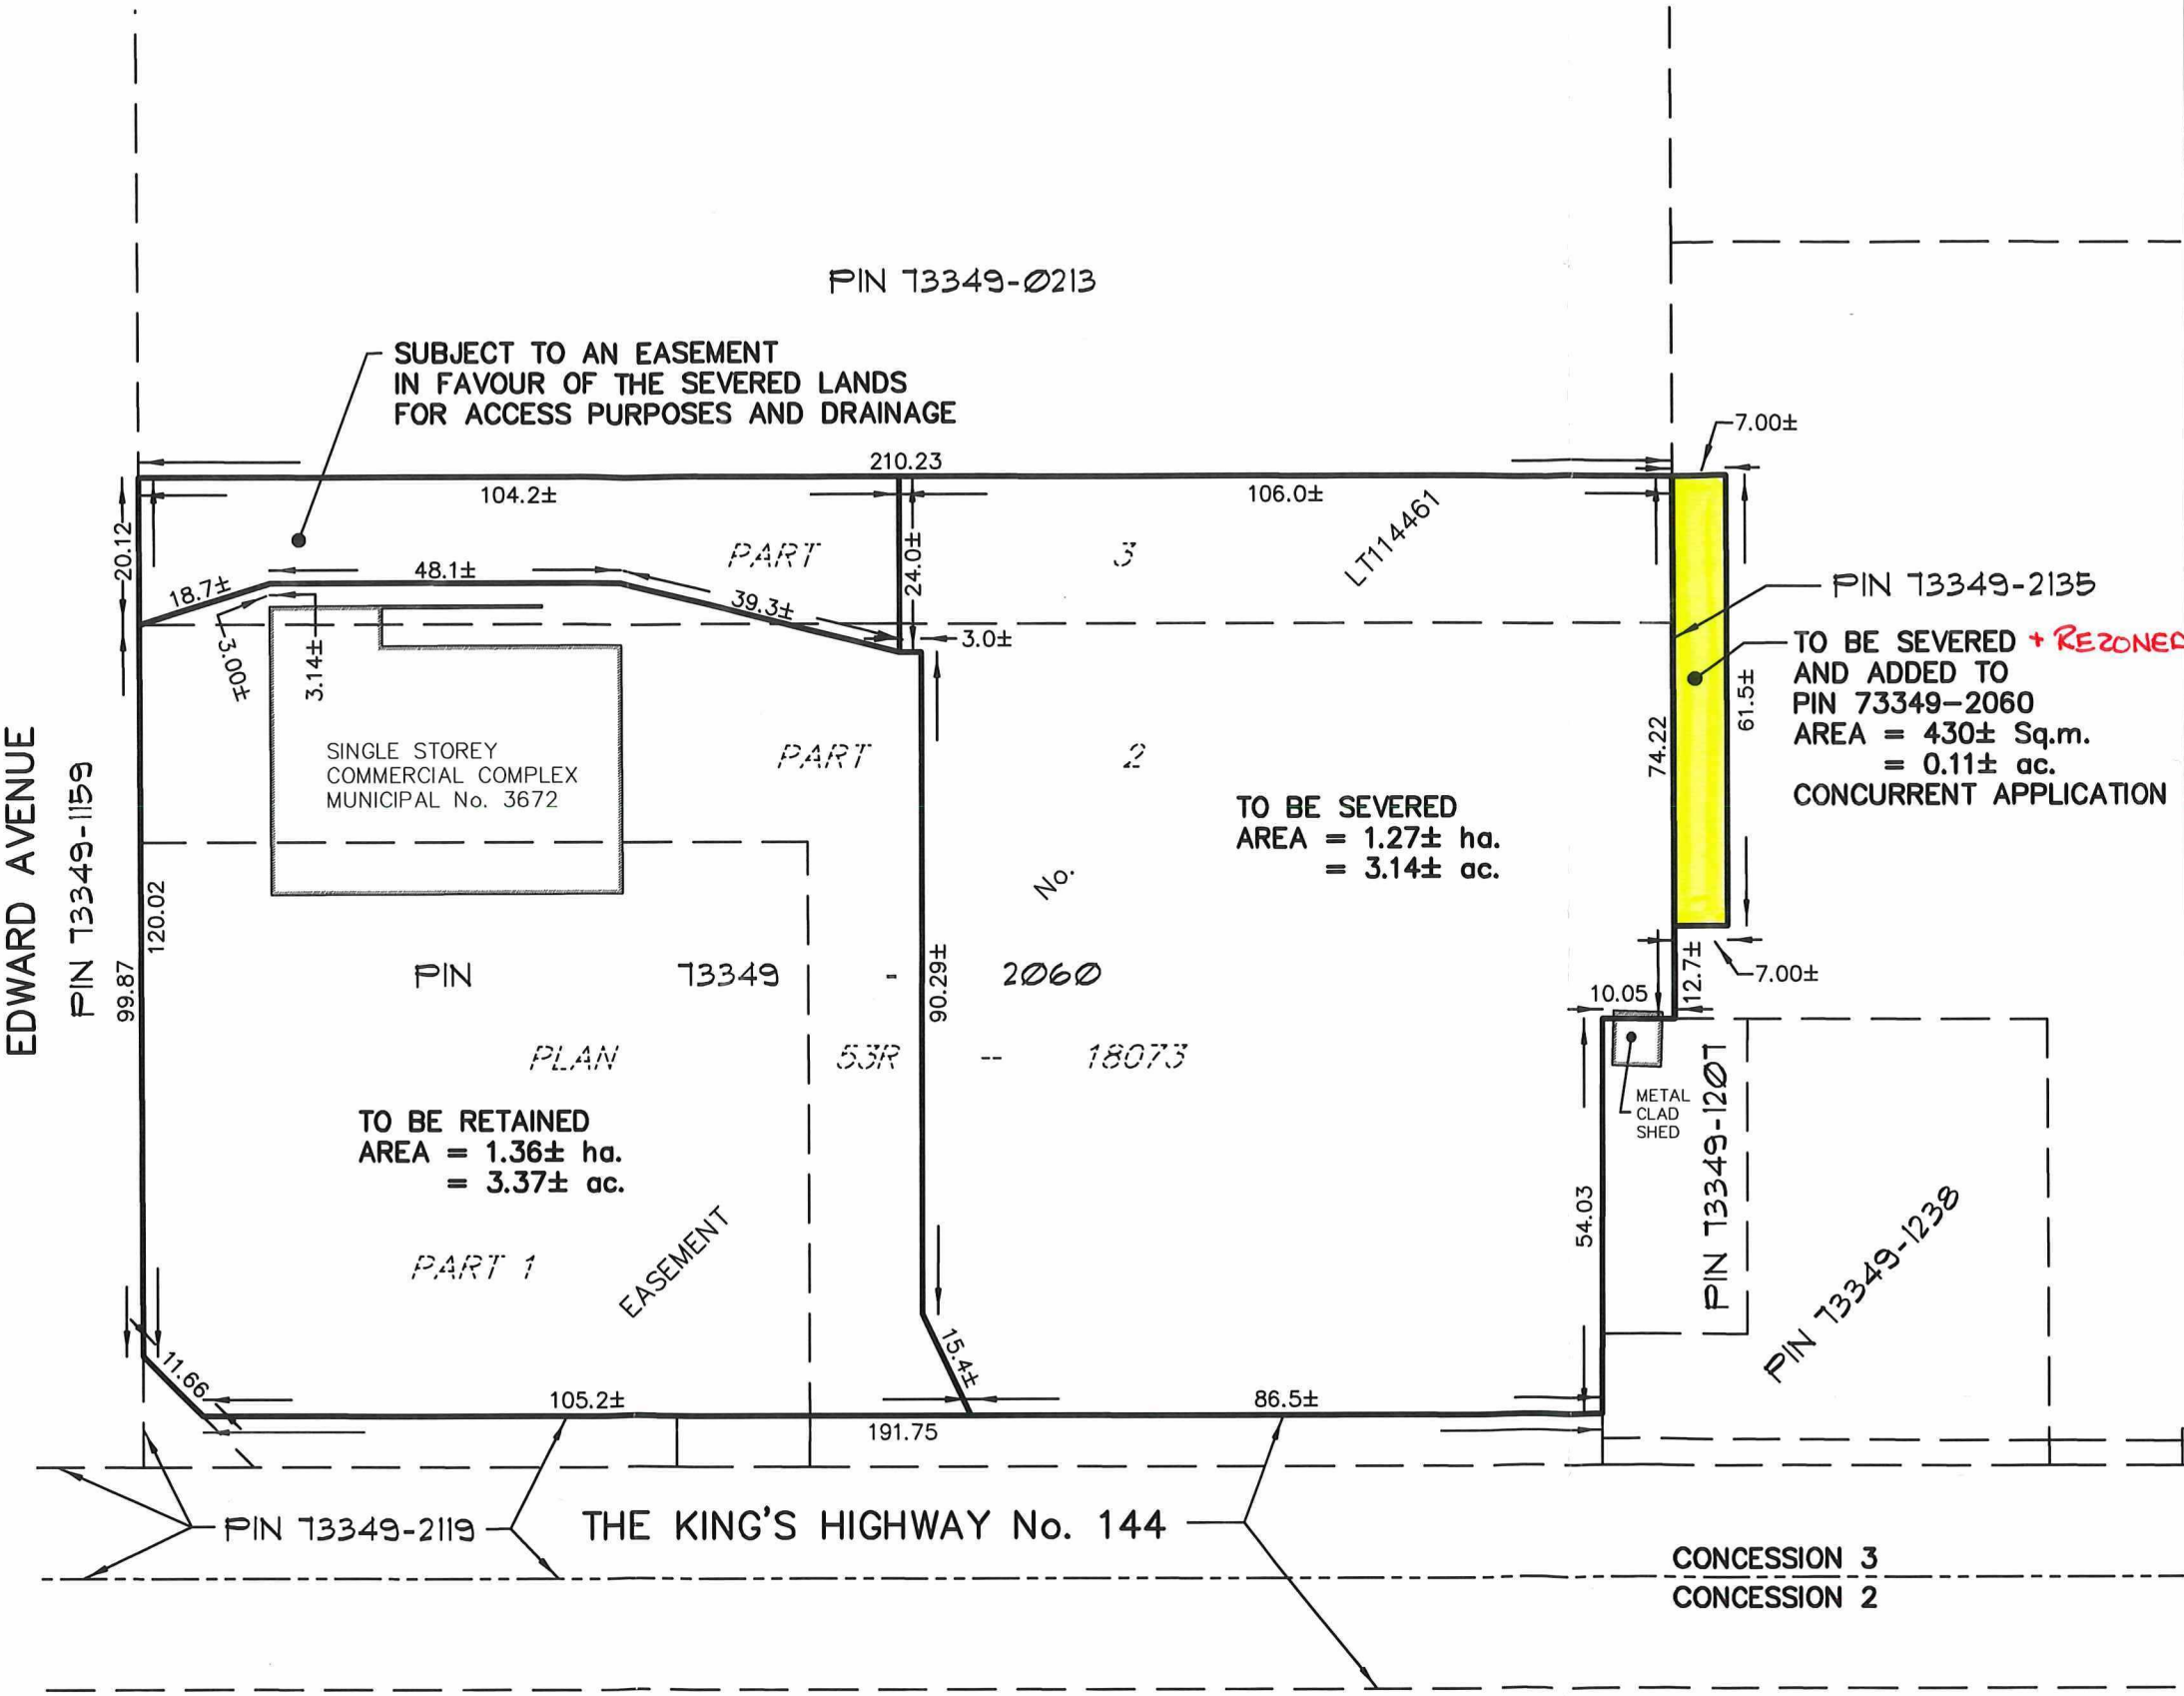 PIN 73349-0213
SUBJECT TO AN EASEMENT
IN FAVOUR OF THE SEVERED LANDS
FOR ACCESS PURPOSES AND DRAINAGE
7.00±
210.23
104.2±
106.0±
20.12
PART 3
24.0±
LT114461
18.7±
48.1±
39.3±
3.0±
3.00±
3.14±
PIN 73349-2135
TO BE SEVERED + REZONED
AND ADDED TO
PIN 73349-2060
AREA = 430± Sq.m.
= 0.11± ac.
CONCURRENT APPLICATION
61.5±
74.22
SINGLE STOREY
COMMERCIAL COMPLEX
MUNICIPAL No. 3672
PART 2
TO BE SEVERED
AREA = 1.27± ha.
= 3.14± ac.
EDWARD AVENUE
PIN 73349-1159
120.02
99.87
No.
PIN 73349 - 2060
90.29±
12.7±
7.00±
10.05
PLAN 53R -- 18073
METAL
CLAD
SHED
PIN 73349-1207
TO BE RETAINED
AREA = 1.36± ha.
= 3.37± ac.
54.03
PIN 73349-1238
PART 1
EASEMENT
15.4±
11.66
105.2±
86.5±
191.75
PIN 73349-2119
THE KING'S HIGHWAY No. 144
CONCESSION 3
CONCESSION 2